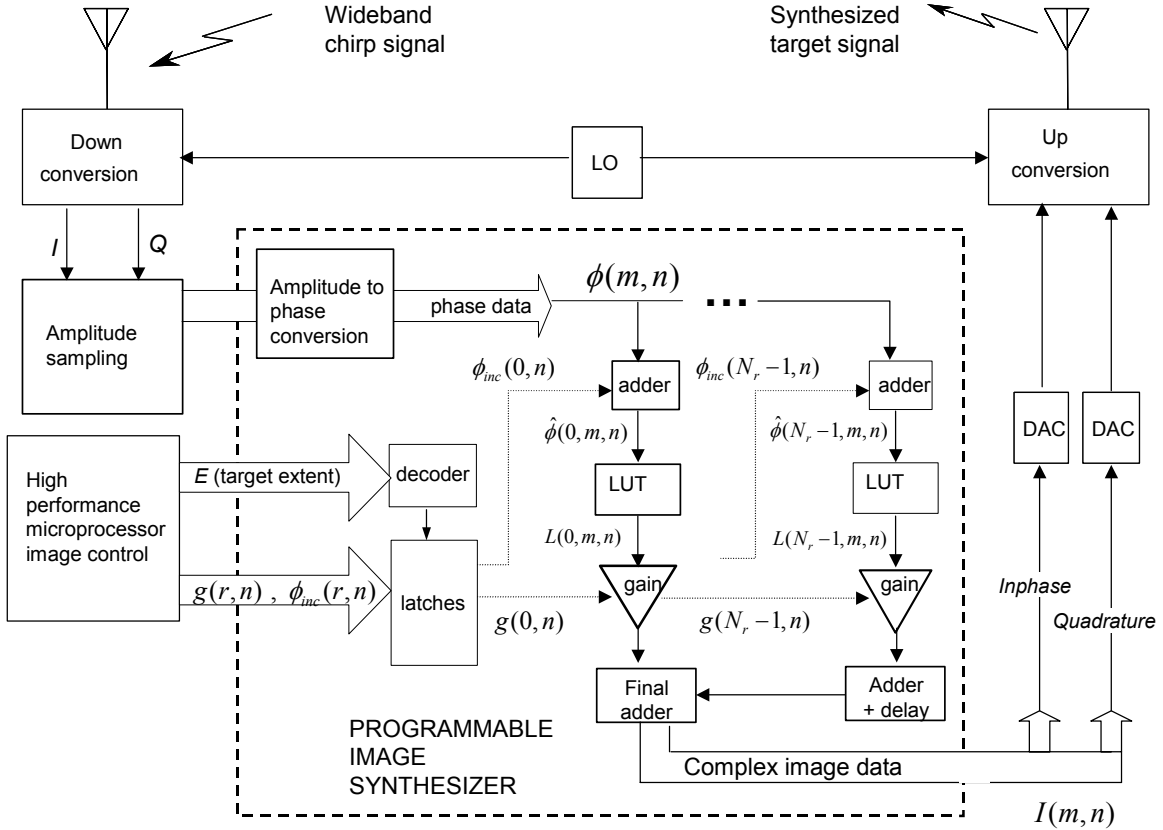 Wideband
chirp signal
Synthesized
target signal
Down
conversion
LO
Up
conversion
I
Q
Amplitude
sampling
Amplitude to
phase
conversion
phase data
ϕ(m, n)
...
ϕ_inc(0, n)
adder
ϕ_inc(N_r − 1, n)
adder
ϕ̂(0, m, n)
ϕ̂(N_r − 1, m, n)
DAC
DAC
High
performance
microprocessor
image control
E (target extent)
decoder
LUT
LUT
L(0, m, n)
L(N_r − 1, m, n)
g(r, n) , ϕ_inc(r, n)
latches
gain
gain
g(0, n)
g(N_r − 1, n)
Inphase
Quadrature
Final
adder
Adder
+ delay
PROGRAMMABLE
IMAGE
SYNTHESIZER
Complex image data
I(m, n)